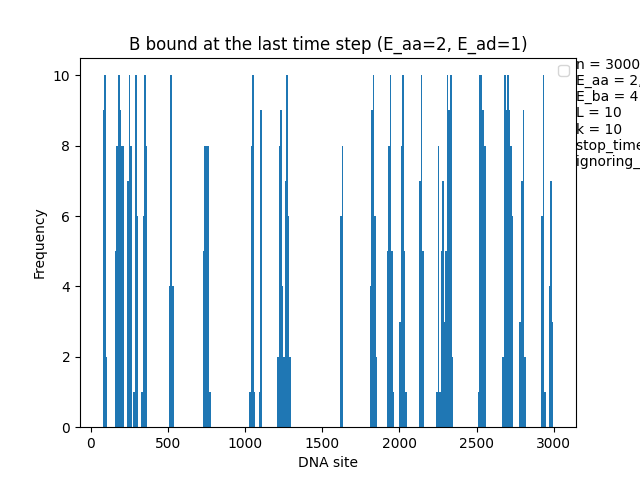 B bound at the last time step (E_aa=2, E_ad=1)
n = 3000
E_aa = 2,
E_ba = 4
L = 10
k = 10
stop_time
ignoring_
Frequency
10
8
6
4
2
0
0 500 1000 1500 2000 2500 3000
DNA site